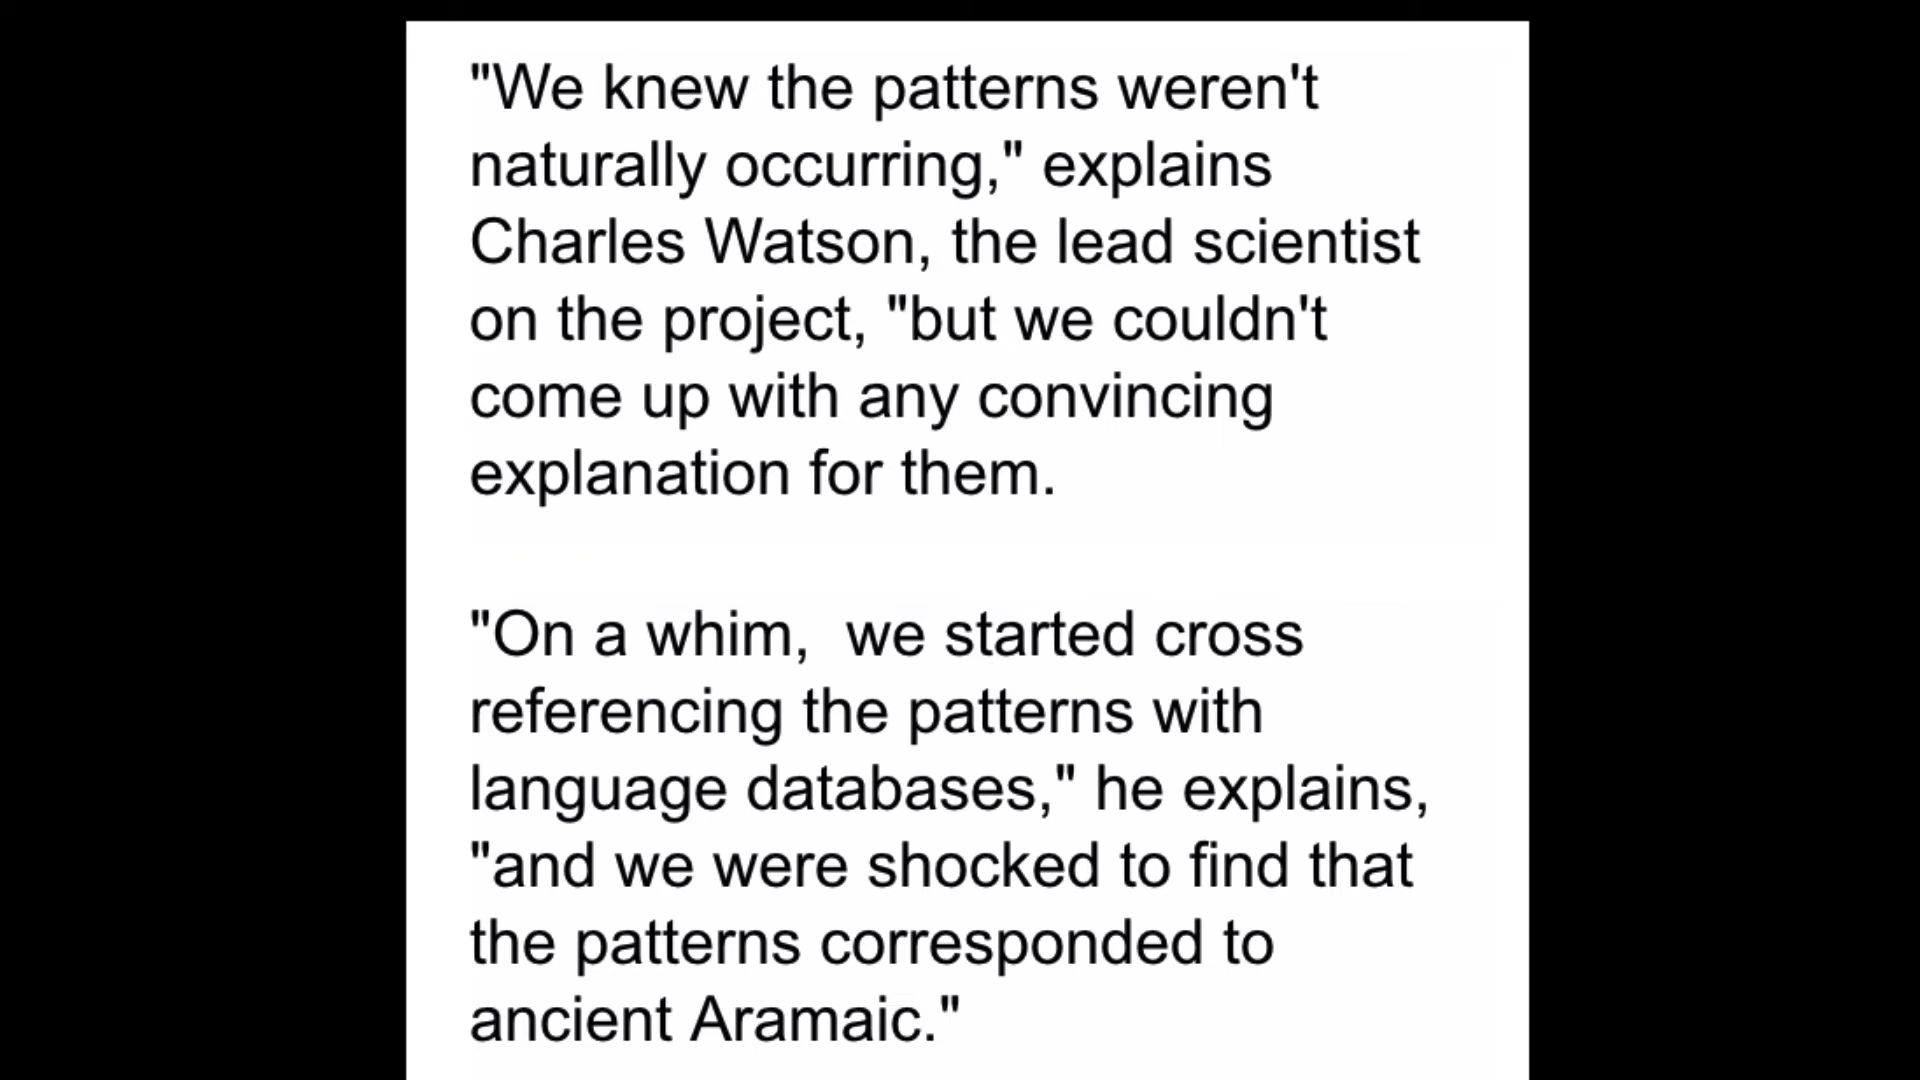 "We knew the patterns weren't
naturally occurring," explains
Charles Watson, the lead scientist
on the project, "but we couldn't
come up with any convincing
explanation for them.
"On a whim,  we started cross
referencing the patterns with
language databases," he explains,
"and we were shocked to find that
the patterns corresponded to
ancient Aramaic."